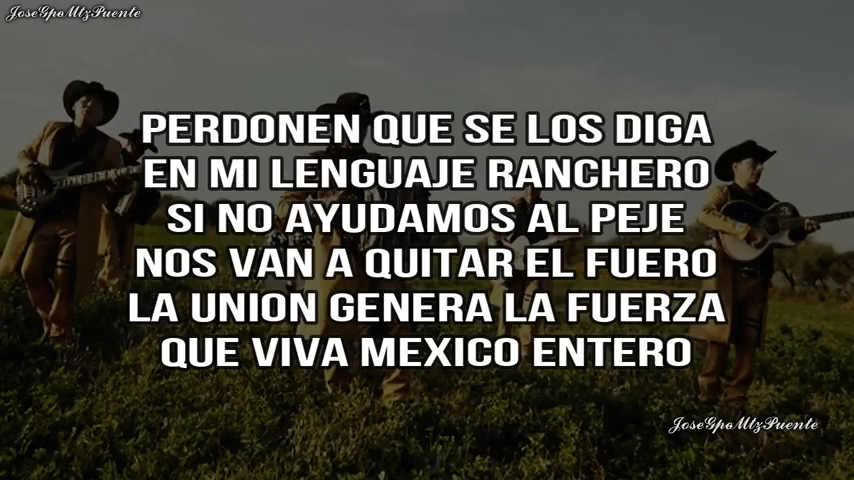 JoseGpoMtzPuente
PERDONEN QUE SE LOS DIGA
EN MI LENGUAJE RANCHERO
SI NO AYUDAMOS AL PEJE
NOS VAN A QUITAR EL FUERO
LA UNION GENERA LA FUERZA
QUE VIVA MEXICO ENTERO
JoseGpoMtzPuente